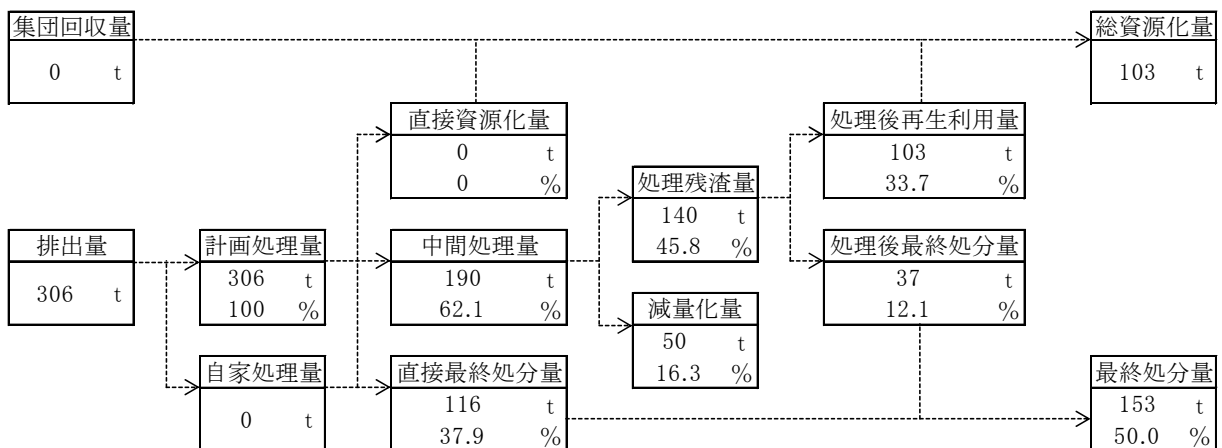 集団回収量
0 t
総資源化量
103 t
直接資源化量
0 t
0 %
処理後再生利用量
103 t
33.7 %
処理残渣量
140 t
45.8 %
排出量
306 t
計画処理量
306 t
100 %
中間処理量
190 t
62.1 %
処理後最終処分量
37 t
12.1 %
減量化量
50 t
16.3 %
自家処理量
0 t
直接最終処分量
116 t
37.9 %
最終処分量
153 t
50.0 %